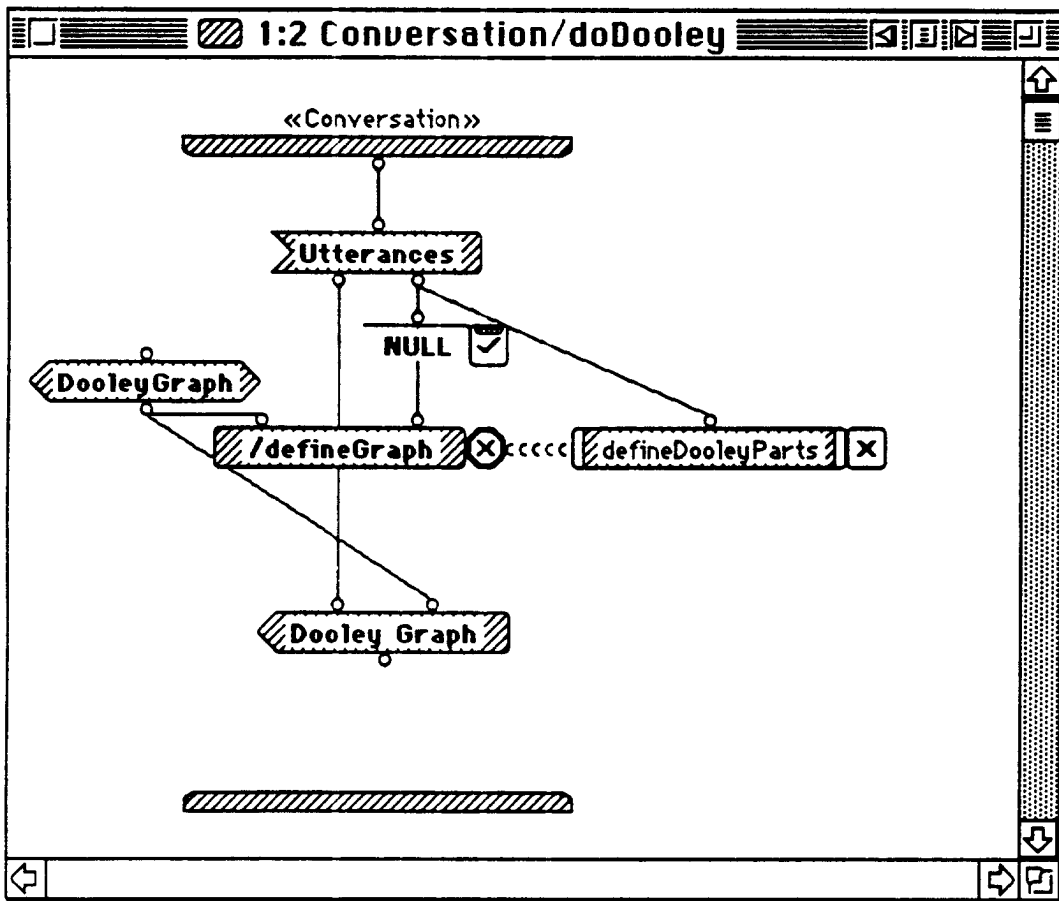 1:2 Conversation/doDooley
«Conversation»
Utterances
NULL
DooleyGraph
/defineGraph
defineDooleyParts
Dooley Graph